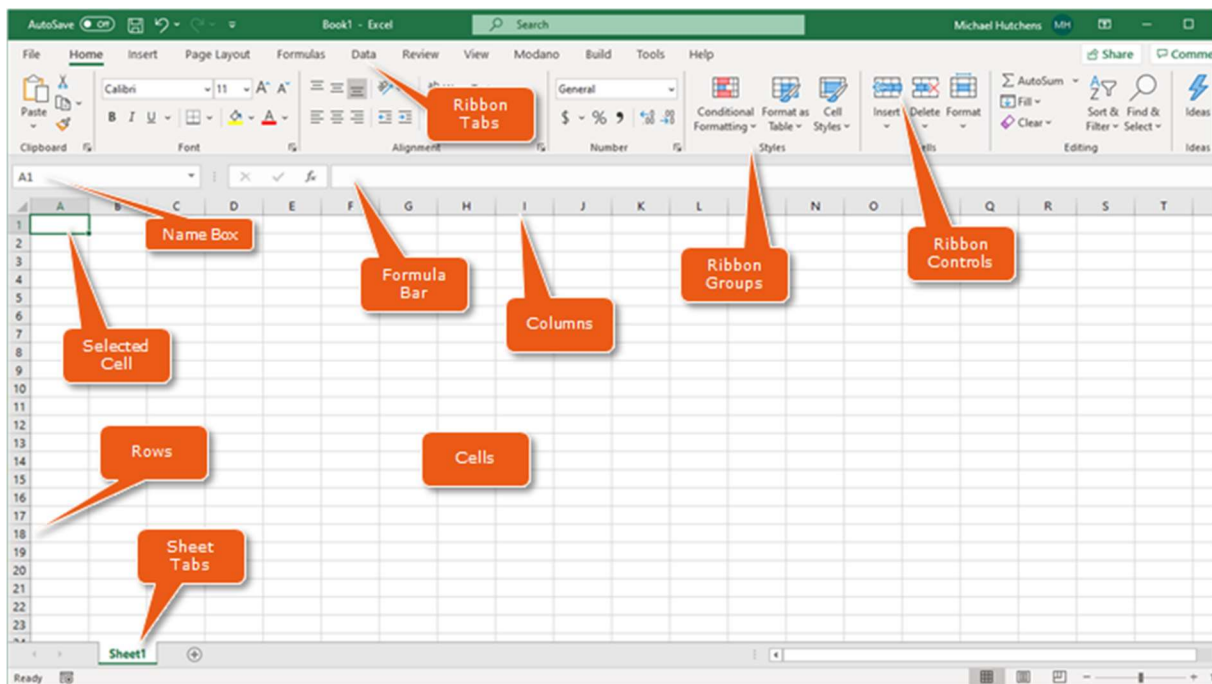 AutoSave Off Book1 - Excel Search Michael Hutchens MH
File Home Insert Page Layout Formulas Data Review View Modano Build Tools Help Share
Calibri 11 A A General AutoSum
Paste B I U A $ % Conditional Format as Cell Insert Delete Format Fill Sort & Find & Ideas
Formatting Table Styles Clear Filter Select
Clipboard Font Alignment Number Styles Editing Ideas
Ribbon
Tabs
A1 fx
A B C D E F G H I J K L N O Q R S T
1
2
3
4
5
6
7
8
9
10
11
12
13
14
15
16
17
18
19
20
21
22
23
Name Box
Formula
Bar
Ribbon
Groups
Ribbon
Controls
Columns
Selected
Cell
Rows
Cells
Sheet
Tabs
Sheet1
Ready